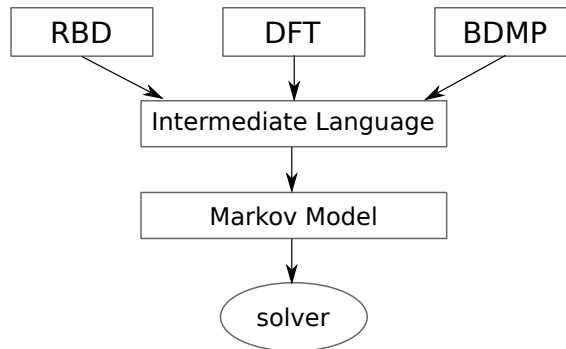 RBD
DFT
BDMP
Intermediate Language
Markov Model
solver